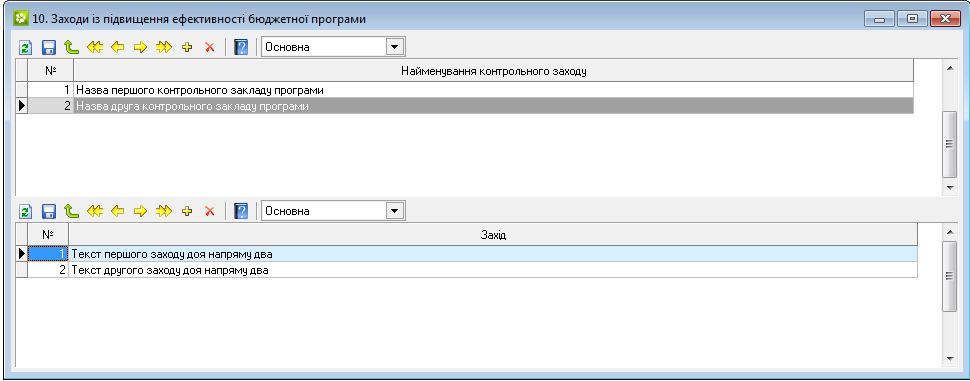 10. Заходи із підвищення ефективності бюджетної програми
Основна
№ Найменування контрольного заходу
1 Назва першого контрольного закладу програми
2 Назва друга контрольного закладу програми
Основна
№ Захід
1 Текст першого заходу доя напряму два
2 Текст другого заходу доя напряму два